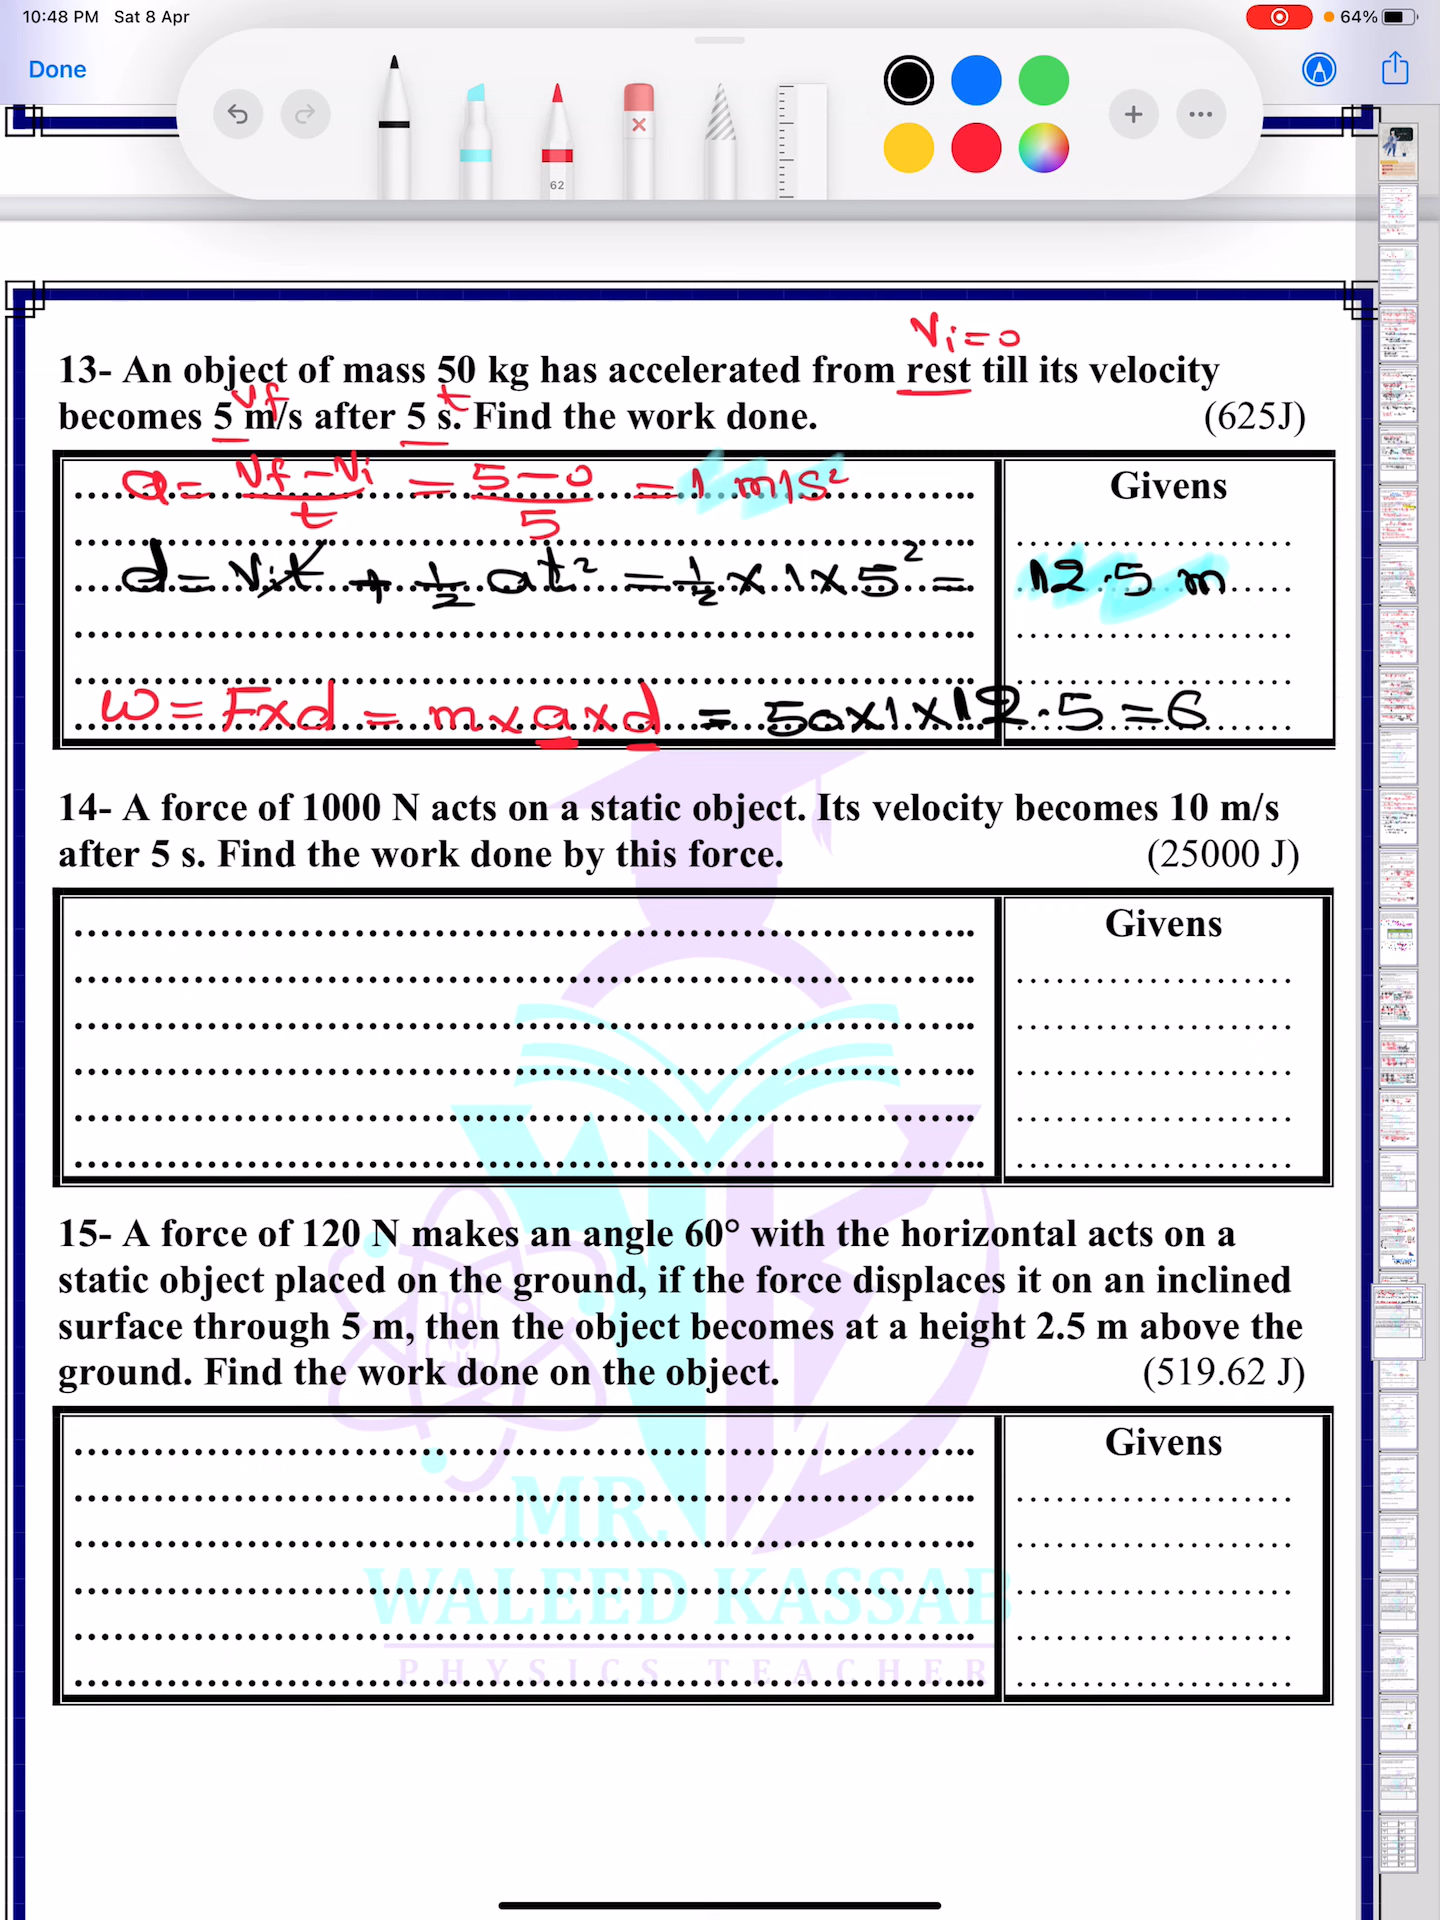 10:48 PM Sat 8 Apr
64%
Done
62
vi=0
13- An object of mass 50 kg has accelerated from rest till its velocity
vf t
becomes 5 m/s after 5 s. Find the work done. (625J)
a= vf-vi / t = 5-0 / 5 = 1 m/s²
Givens
d= vit + 1/2 at² = 1/2 x 1 x 5² = 12.5 m
w= Fxd = mxaxd = 50x1x12.5=6
14- A force of 1000 N acts on a static object. Its velocity becomes 10 m/s
after 5 s. Find the work done by this force. (25000 J)
Givens
15- A force of 120 N makes an angle 60° with the horizontal acts on a
static object placed on the ground, if the force displaces it on an inclined
surface through 5 m, then the object becomes at a height 2.5 m above the
ground. Find the work done on the object. (519.62 J)
Givens
MR.
WALEED KASSAB
PHYSICS TEACHER